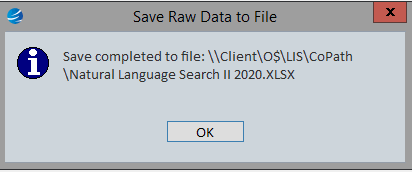 Save Raw Data to File
x
Save completed to file: \\Client\O$\LIS\CoPath
\Natural Language Search II 2020.XLSX
OK